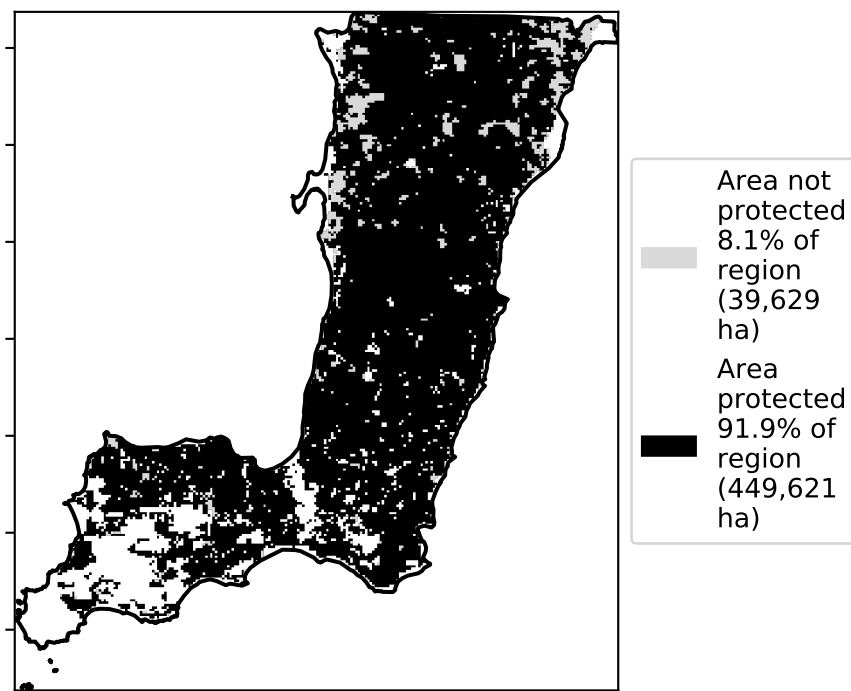 Area not
protected
8.1% of
region
(39,629
ha)
Area
protected
91.9% of
region
(449,621
ha)